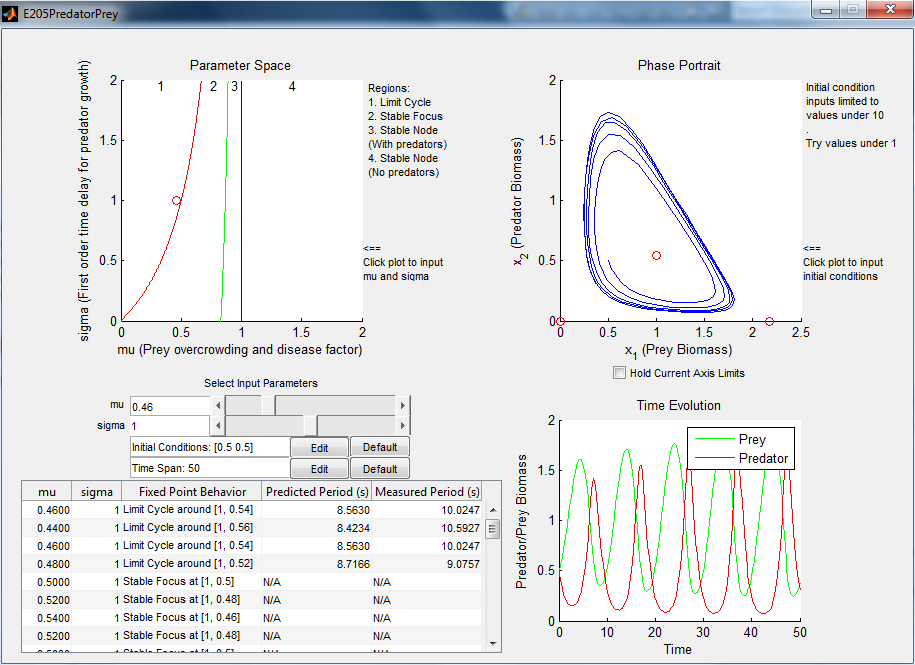 E205PredatorPrey
Parameter Space
sigma (First order time delay for predator growth)
2
1.5
1
0.5
0
1
2
3
4
0
0.5
1
1.5
2
mu (Prey overcrowding and disease factor)
Regions:
1. Limit Cycle
2. Stable Focus
3. Stable Node
(With predators)
4. Stable Node
(No predators)
<==
Click plot to input
mu and sigma
Phase Portrait
x2 (Predator Biomass)
2
1.5
1
0.5
0
0
0.5
1
1.5
2
2.5
x1 (Prey Biomass)
Initial condition
inputs limited to
values under 10
.
Try values under 1
<==
Click plot to input
initial conditions
Hold Current Axis Limits
Select Input Parameters
mu 0.46
sigma 1
Initial Conditions: [0.5 0.5] Edit Default
Time Span: 50 Edit Default
mu sigma Fixed Point Behavior Predicted Period (s) Measured Period (s)
0.4600 1 Limit Cycle around [1, 0.54] 8.5630 10.0247
0.4400 1 Limit Cycle around [1, 0.56] 8.4234 10.5927
0.4600 1 Limit Cycle around [1, 0.54] 8.5630 10.0247
0.4800 1 Limit Cycle around [1, 0.52] 8.7166 9.0757
0.5000 1 Stable Focus at [1, 0.5] N/A N/A
0.5200 1 Stable Focus at [1, 0.48] N/A N/A
0.5400 1 Stable Focus at [1, 0.46] N/A N/A
0.5200 1 Stable Focus at [1, 0.48] N/A N/A
0.5000 1 Stable Focus at [1, 0.5] N/A N/A
Time Evolution
Predator/Prey Biomass
2
1.5
1
0.5
0
Prey
Predator
0
10
20
30
40
50
Time